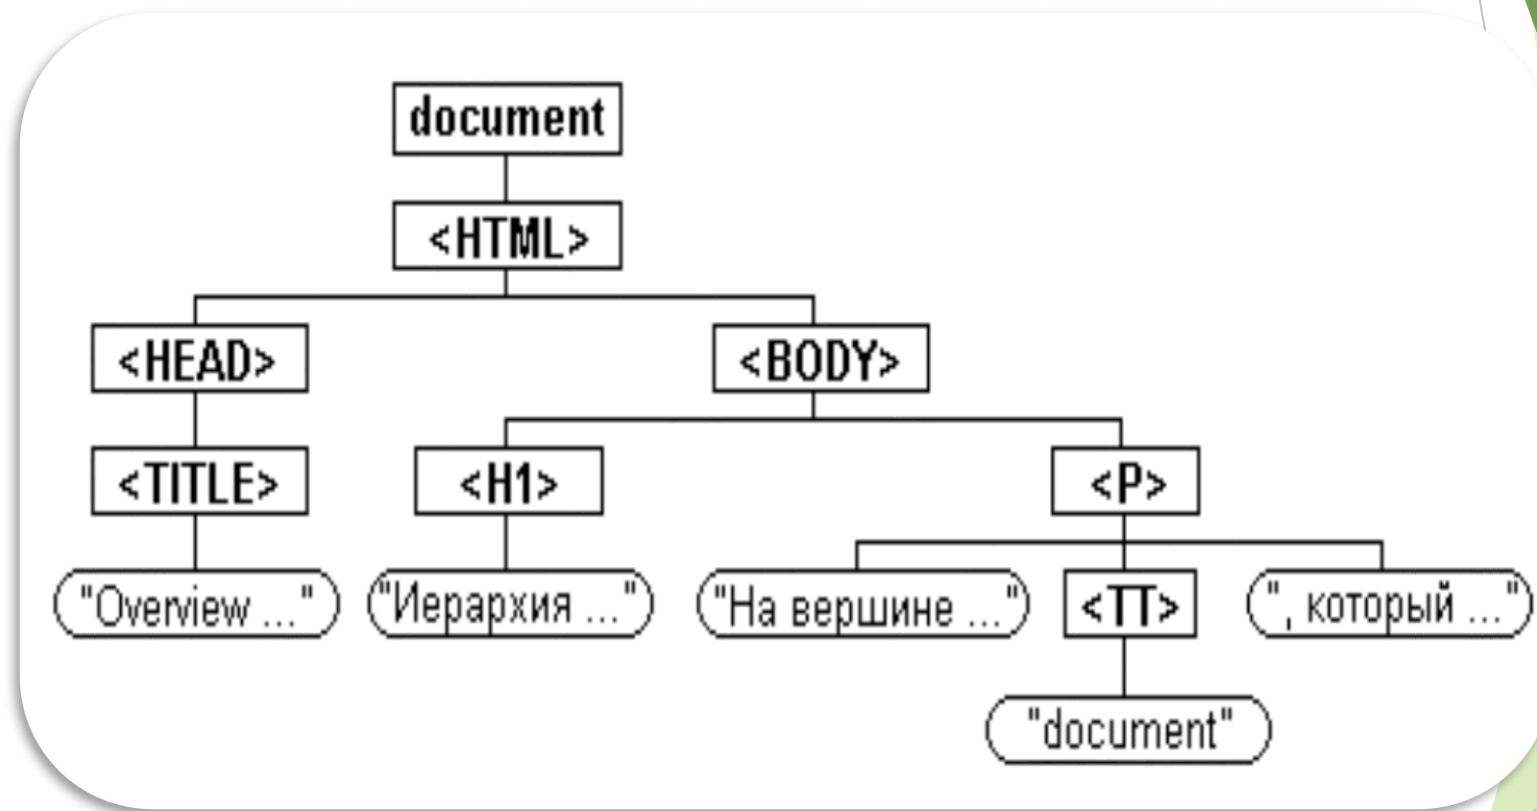 document
<HTML>
<HEAD> <BODY>
<TITLE> <H1> <P>
"Overview ..." "Иерархия ..." "На вершине ..." <TT> ", который ..."
"document"